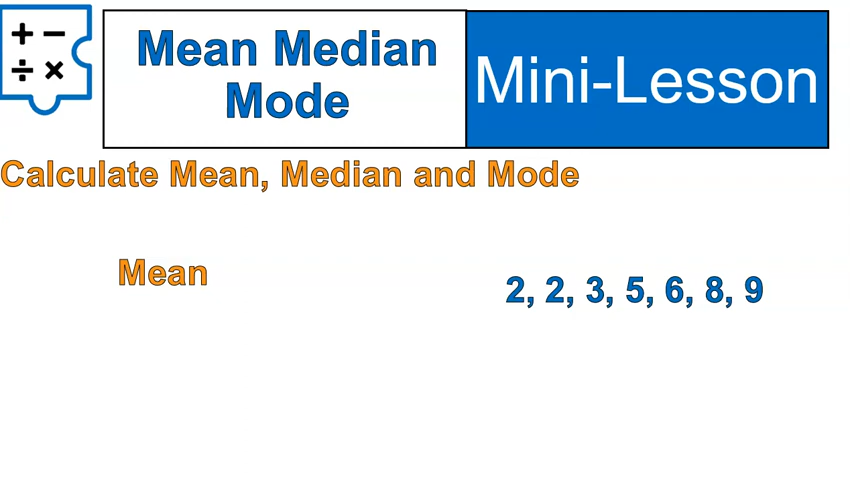 + −
÷ ×
Mean Median
Mode
Mini-Lesson
Calculate Mean, Median and Mode
Mean
2, 2, 3, 5, 6, 8, 9